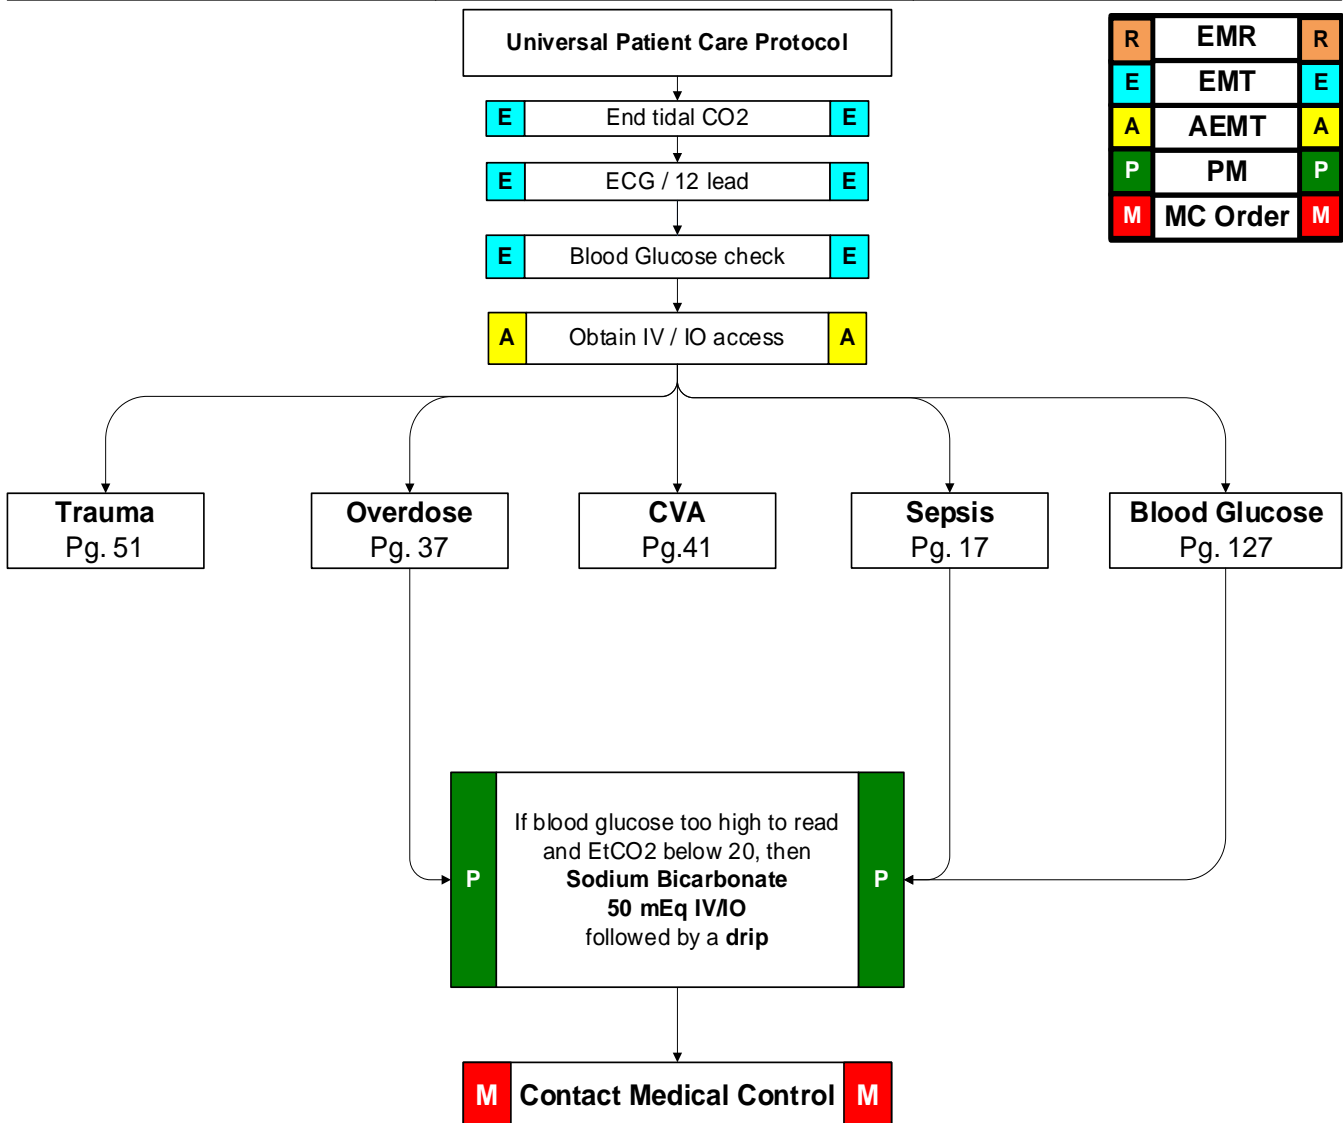 Universal Patient Care Protocol
R EMR R
E EMT E
A AEMT A
P PM P
M MC Order M
E End tidal CO2 E
E ECG / 12 lead E
E Blood Glucose check E
A Obtain IV / IO access A
Trauma
Pg. 51
Overdose
Pg. 37
CVA
Pg.41
Sepsis
Pg. 17
Blood Glucose
Pg. 127
If blood glucose too high to read
and EtCO2 below 20, then
P Sodium Bicarbonate P
50 mEq IV/IO
followed by a drip
M Contact Medical Control M